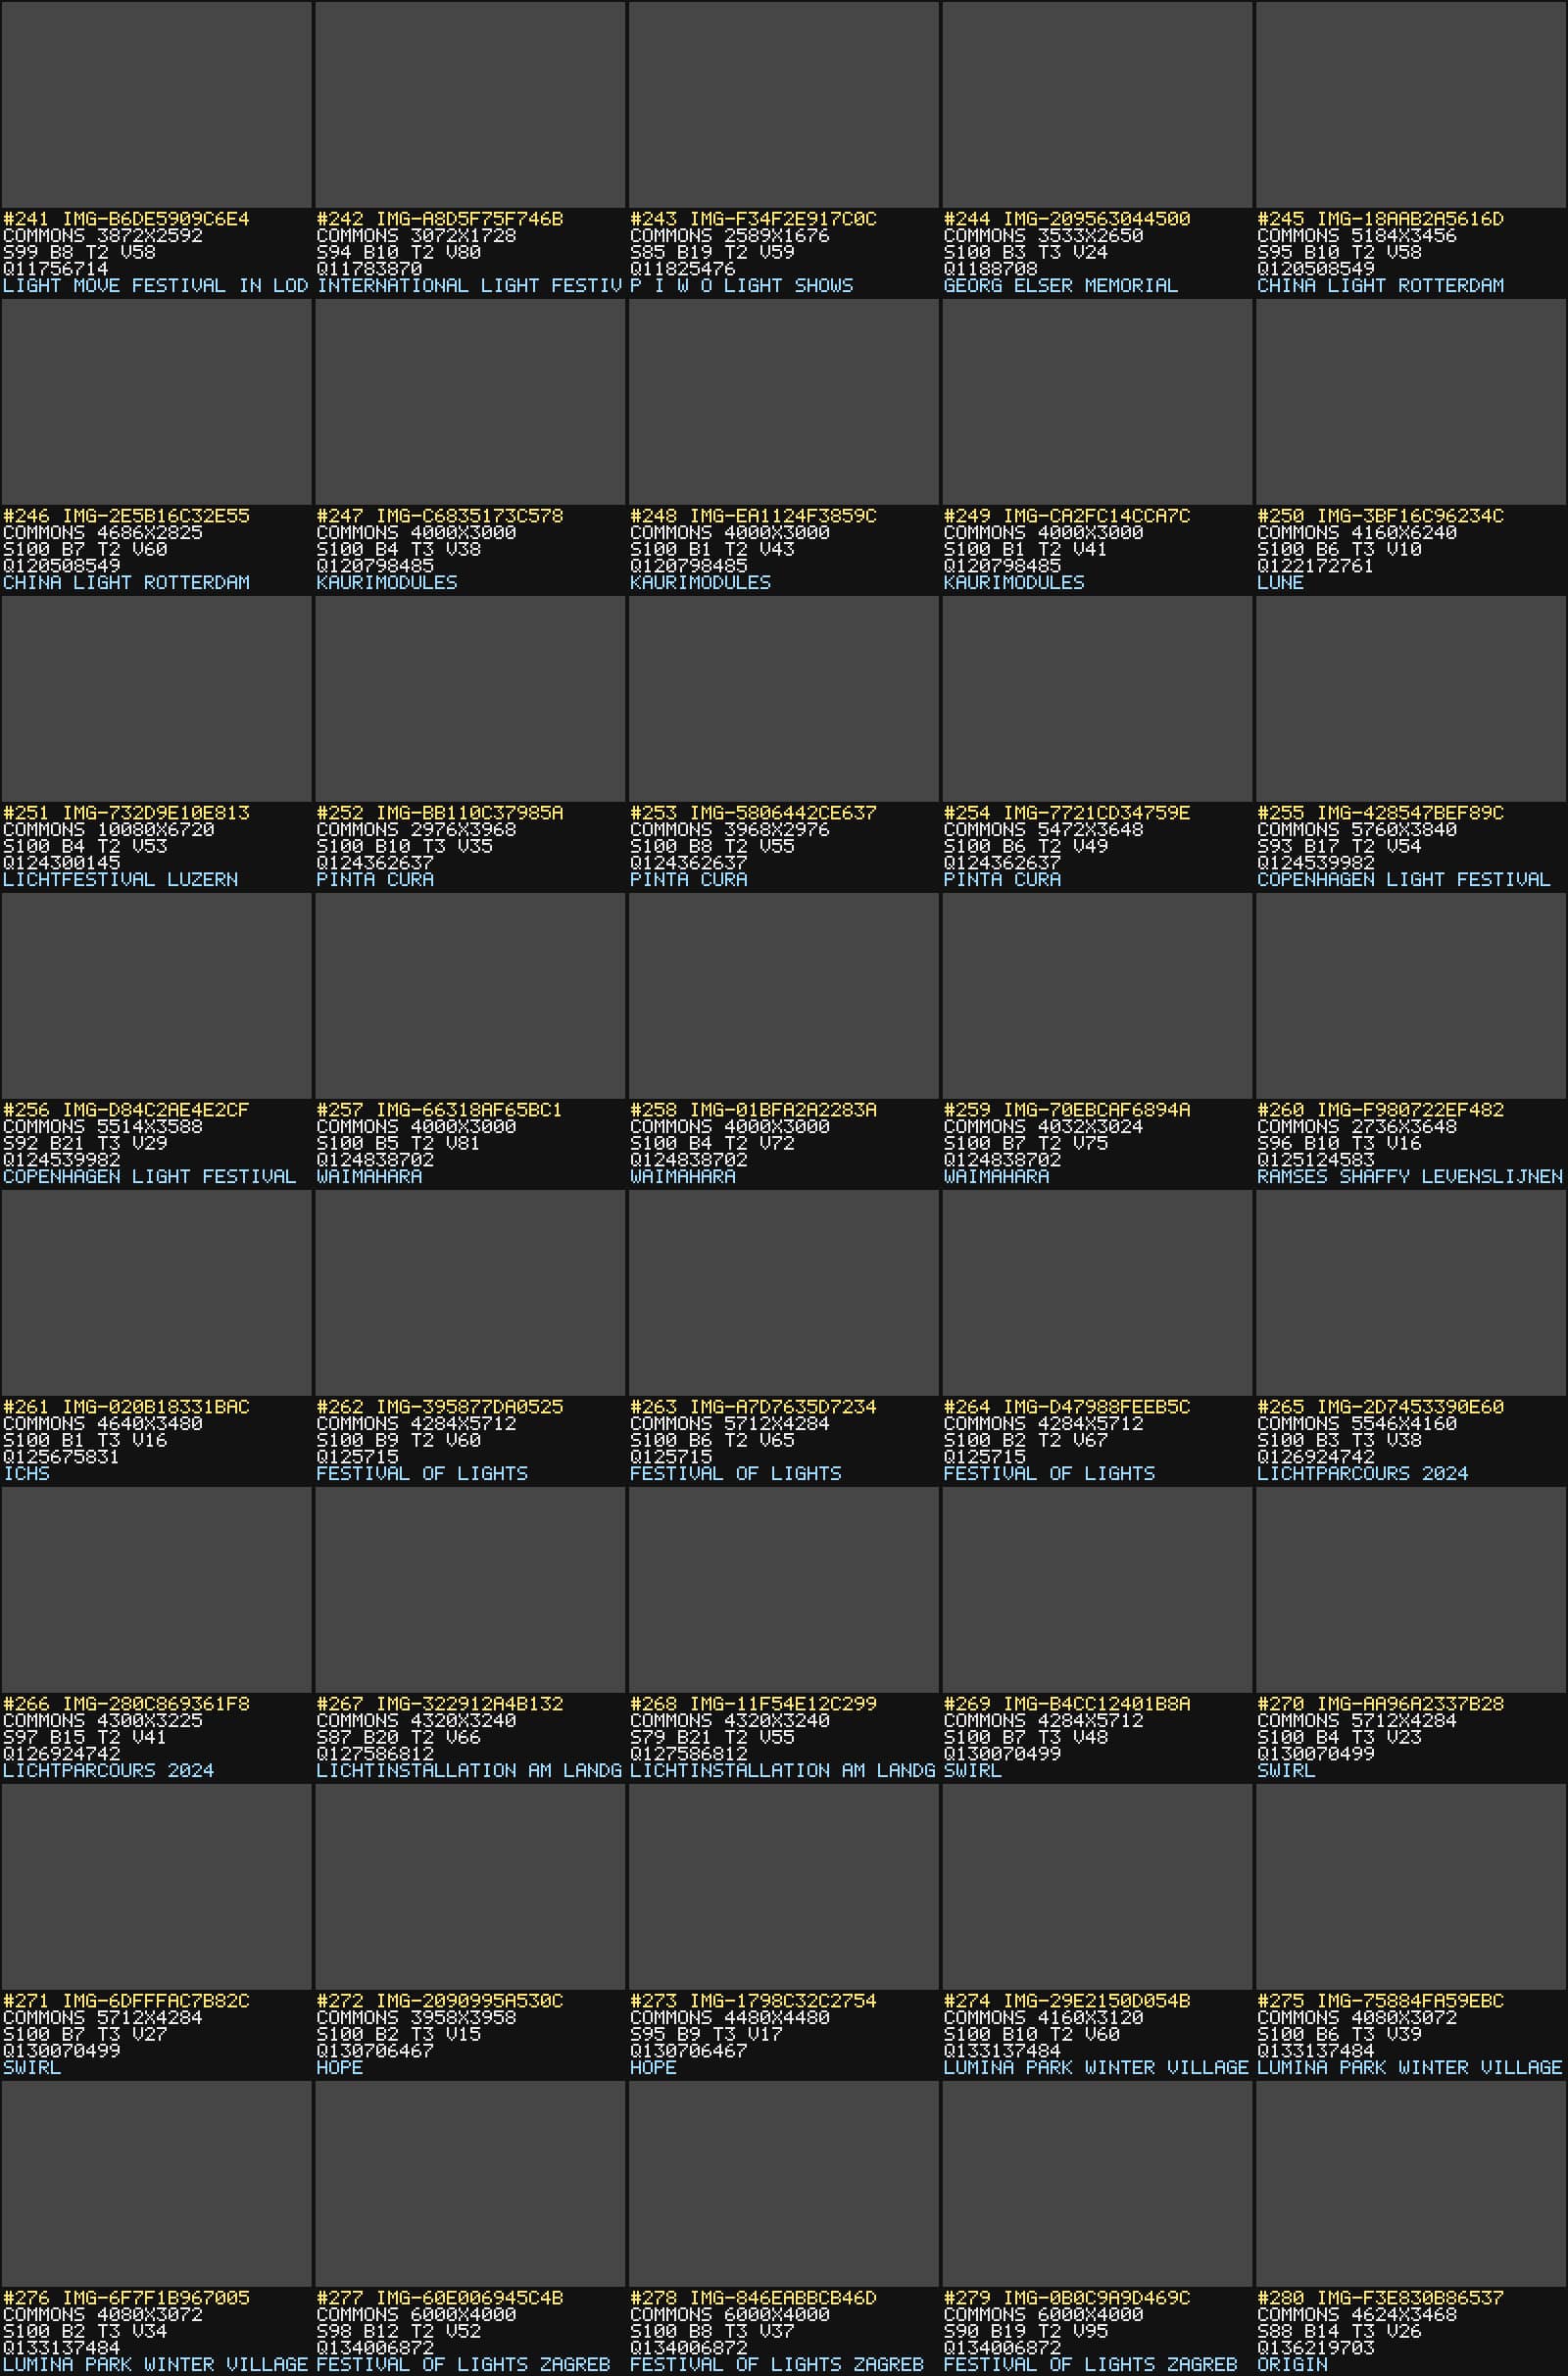 #241 IMG-B6DE5909C6E4
COMMONS 3872X2592
S99 B8 T2 V58
Q11756714
LIGHT MOVE FESTIVAL IN LOD
#242 IMG-A8D5F75F746B
COMMONS 3072X1728
S94 B10 T2 V80
Q11783870
INTERNATIONAL LIGHT FESTIV
#243 IMG-F34F2E917C0C
COMMONS 2589X1676
S85 B19 T2 V59
Q11825476
P I W O LIGHT SHOWS
#244 IMG-209563044500
COMMONS 3533X2650
S100 B3 T3 V24
Q1188708
GEORG ELSER MEMORIAL
#245 IMG-18AAB2A5616D
COMMONS 5184X3456
S95 B10 T2 V58
Q120508549
CHINA LIGHT ROTTERDAM
#246 IMG-2E5B16C32E55
COMMONS 4686X2825
S100 B7 T2 V60
Q120508549
CHINA LIGHT ROTTERDAM
#247 IMG-C6835173C578
COMMONS 4000X3000
S100 B4 T3 V38
Q120798485
KAURIMODULES
#248 IMG-EA1124F3859C
COMMONS 4000X3000
S100 B1 T2 V43
Q120798485
KAURIMODULES
#249 IMG-CA2FC14CCA7C
COMMONS 4000X3000
S100 B1 T2 V41
Q120798485
KAURIMODULES
#250 IMG-3BF16C96234C
COMMONS 4160X6240
S100 B6 T3 V10
Q122172761
LUNE
#251 IMG-732D9E10E813
COMMONS 10080X6720
S100 B4 T2 V53
Q124300145
LICHTFESTIVAL LUZERN
#252 IMG-BB110C37985A
COMMONS 2976X3968
S100 B10 T3 V35
Q124362637
PINTA CURA
#253 IMG-5806442CE637
COMMONS 3968X2976
S100 B8 T2 V55
Q124362637
PINTA CURA
#254 IMG-7721CD34759E
COMMONS 5472X3648
S100 B6 T2 V49
Q124362637
PINTA CURA
#255 IMG-428547BEF89C
COMMONS 5760X3840
S93 B17 T2 V54
Q124539982
COPENHAGEN LIGHT FESTIVAL
#256 IMG-D84C2AE4E2CF
COMMONS 5514X3588
S92 B21 T3 V29
Q124539982
COPENHAGEN LIGHT FESTIVAL
#257 IMG-66318AF65BC1
COMMONS 4000X3000
S100 B5 T2 V81
Q124838702
WAIMAHARA
#258 IMG-01BFA2A2283A
COMMONS 4000X3000
S100 B4 T2 V72
Q124838702
WAIMAHARA
#259 IMG-70EBCAF6894A
COMMONS 4032X3024
S100 B7 T2 V75
Q124838702
WAIMAHARA
#260 IMG-F980722EF482
COMMONS 2736X3648
S96 B10 T3 V16
Q125124583
RAMSES SHAFFY LEVENSLIJNEN
#261 IMG-020B18331BAC
COMMONS 4640X3480
S100 B1 T3 V16
Q125675831
ICHS
#262 IMG-395877DA0525
COMMONS 4284X5712
S100 B9 T2 V60
Q125715
FESTIVAL OF LIGHTS
#263 IMG-A7D7635D7234
COMMONS 5712X4284
S100 B6 T2 V65
Q125715
FESTIVAL OF LIGHTS
#264 IMG-D47988FEEB5C
COMMONS 4284X5712
S100 B2 T2 V67
Q125715
FESTIVAL OF LIGHTS
#265 IMG-2D7453390E60
COMMONS 5546X4160
S100 B3 T3 V38
Q126924742
LICHTPARCOURS 2024
#266 IMG-280C869361F8
COMMONS 4300X3225
S97 B15 T2 V41
Q126924742
LICHTPARCOURS 2024
#267 IMG-322912A4B132
COMMONS 4320X3240
S87 B20 T2 V66
Q127586812
LICHTINSTALLATION AM LANDG
#268 IMG-11F54E12C299
COMMONS 4320X3240
S79 B21 T2 V55
Q127586812
LICHTINSTALLATION AM LANDG
#269 IMG-B4CC12401B8A
COMMONS 4284X5712
S100 B7 T3 V48
Q130070499
SWIRL
#270 IMG-AA96A2337B28
COMMONS 5712X4284
S100 B4 T3 V23
Q130070499
SWIRL
#271 IMG-6DFFFAC7B82C
COMMONS 5712X4284
S100 B7 T3 V27
Q130070499
SWIRL
#272 IMG-2090995A530C
COMMONS 3958X3958
S100 B2 T3 V15
Q130706467
HOPE
#273 IMG-1798C32C2754
COMMONS 4480X4480
S95 B9 T3 V17
Q130706467
HOPE
#274 IMG-29E2150D054B
COMMONS 4160X3120
S100 B10 T2 V60
Q133137484
LUMINA PARK WINTER VILLAGE
#275 IMG-75884FA59EBC
COMMONS 4080X3072
S100 B6 T3 V39
Q133137484
LUMINA PARK WINTER VILLAGE
#276 IMG-6F7F1B967005
COMMONS 4080X3072
S100 B2 T3 V34
Q133137484
LUMINA PARK WINTER VILLAGE
#277 IMG-60E006945C4B
COMMONS 6000X4000
S98 B12 T2 V52
Q134006872
FESTIVAL OF LIGHTS ZAGREB
#278 IMG-846EABBCB46D
COMMONS 6000X4000
S100 B8 T3 V37
Q134006872
FESTIVAL OF LIGHTS ZAGREB
#279 IMG-0B0C9A9D469C
COMMONS 6000X4000
S90 B19 T2 V95
Q134006872
FESTIVAL OF LIGHTS ZAGREB
#280 IMG-F3E830B86537
COMMONS 4624X3468
S88 B14 T3 V26
Q136219703
ORIGIN